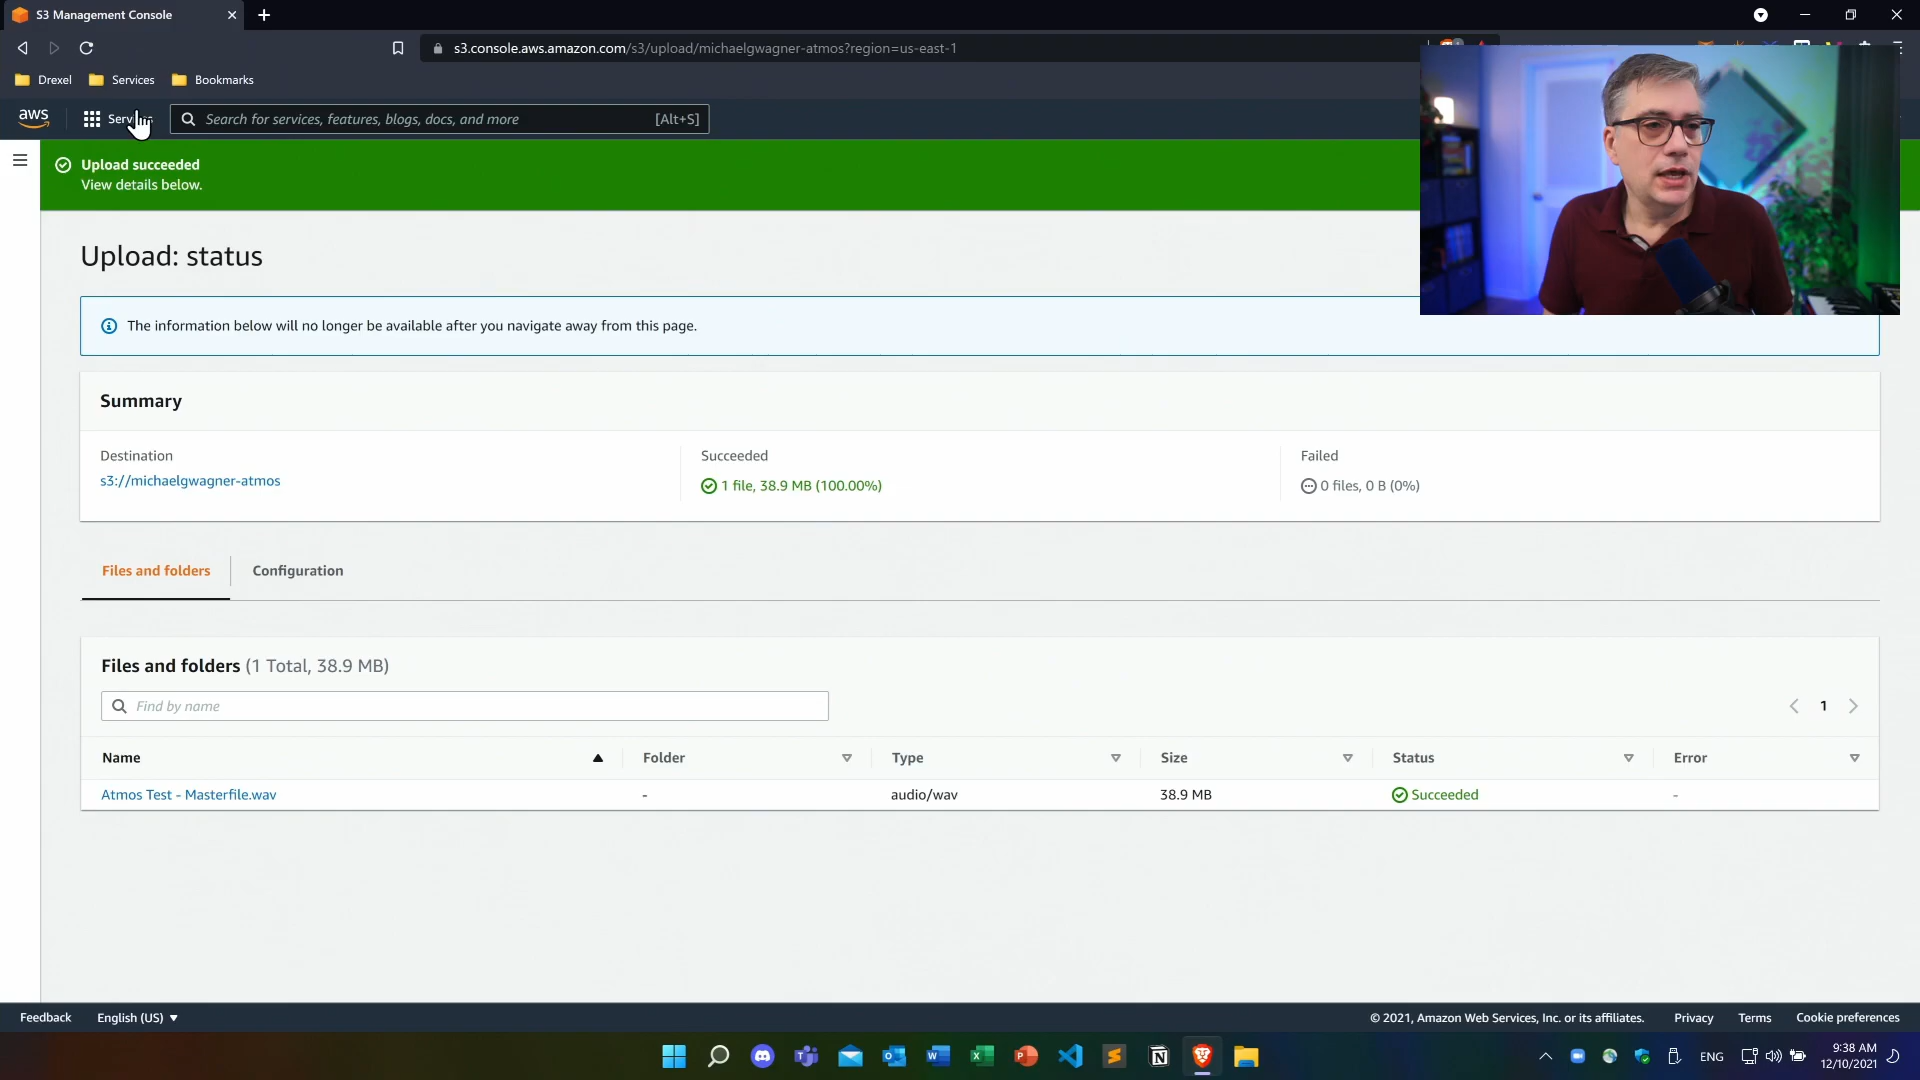 S3 Management Console
s3.console.aws.amazon.com/s3/upload/michaelgwagner-atmos?region=us-east-1
Drexel
Services
Bookmarks
aws
Search for services, features, blogs, docs, and more
[Alt+S]
Upload succeeded
View details below.
Upload: status
The information below will no longer be available after you navigate away from this page.
Summary
Destination
Succeeded
Failed
s3://michaelgwagner-atmos
1 file, 38.9 MB (100.00%)
0 files, 0 B (0%)
Files and folders
Configuration
Files and folders (1 Total, 38.9 MB)
Find by name
1
Name
Folder
Type
Size
Status
Error
Atmos Test - Masterfile.wav
-
audio/wav
38.9 MB
Succeeded
-
Feedback
English (US)
© 2021, Amazon Web Services, Inc. or its affiliates.
Privacy
Terms
Cookie preferences
ENG
9:38 AM
12/10/2021